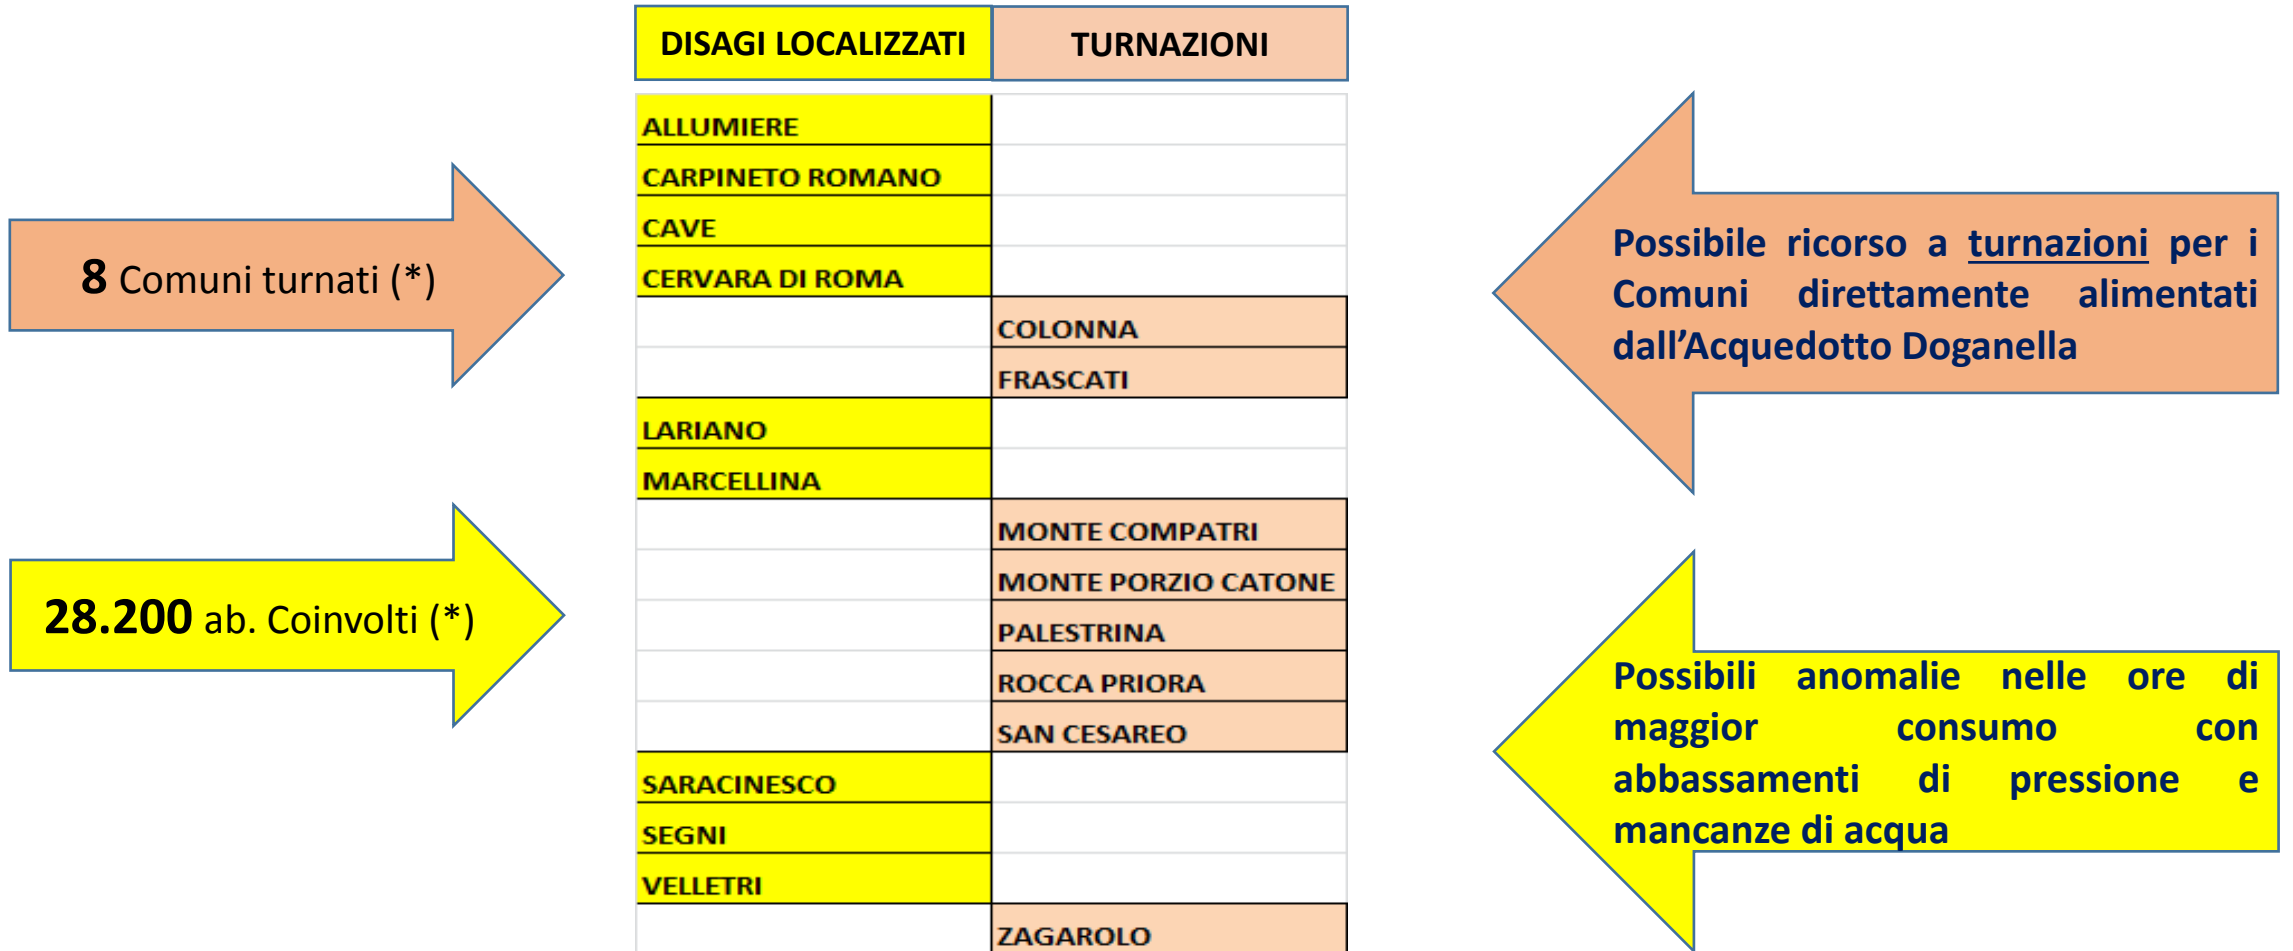 DISAGI LOCALIZZATI
TURNAZIONI
ALLUMIERE
CARPINETO ROMANO
CAVE
CERVARA DI ROMA
COLONNA
FRASCATI
LARIANO
MARCELLINA
MONTE COMPATRI
MONTE PORZIO CATONE
PALESTRINA
ROCCA PRIORA
SAN CESAREO
SARACINESCO
SEGNI
VELLETRI
ZAGAROLO
8 Comuni turnati (*)
28.200 ab. Coinvolti (*)
Possibile ricorso a turnazioni per i
Comuni direttamente alimentati
dall’Acquedotto Doganella
Possibili anomalie nelle ore di
maggior consumo con
abbassamenti di pressione e
mancanze di acqua